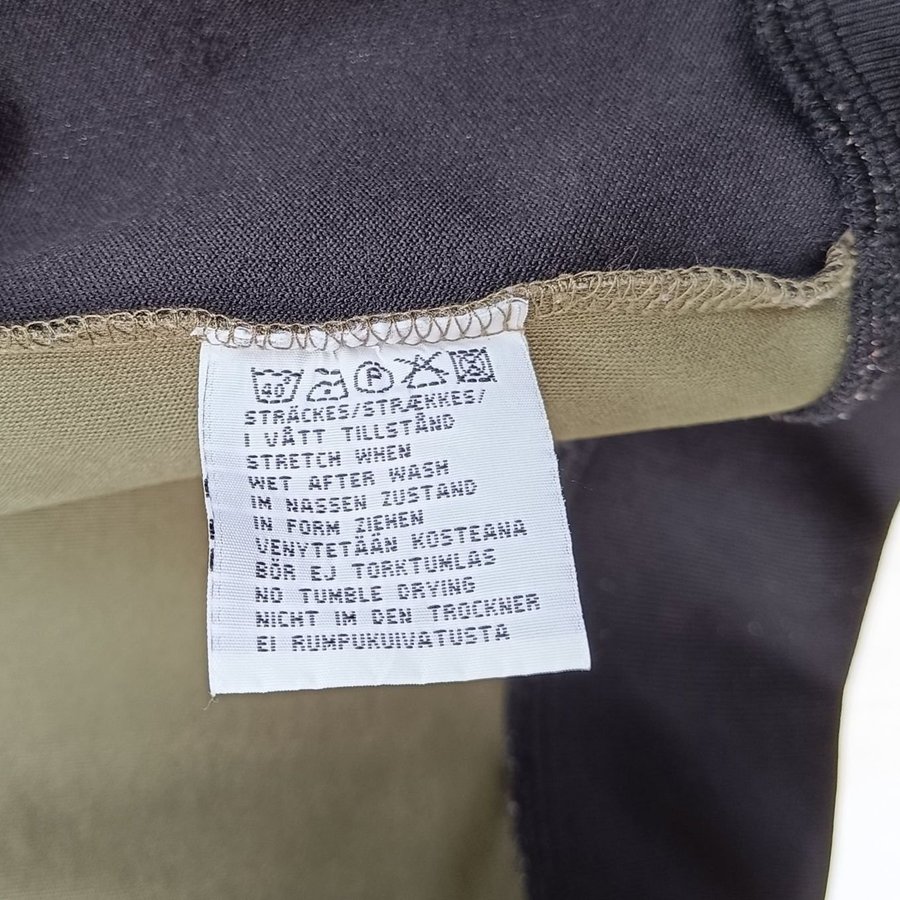 40° P
STRÄCKES/STRÆKKES/
I VÅTT TILLSTÅND
STRETCH WHEN
WET AFTER WASH
IM NASSEN ZUSTAND
IN FORM ZIEHEN
VENYTETÄÄN KOSTEANA
BÖR EJ TORKTUMLAS
NO TUMBLE DRYING
NICHT IM DEN TROCKNER
EI RUMPUKUIVATUSTA